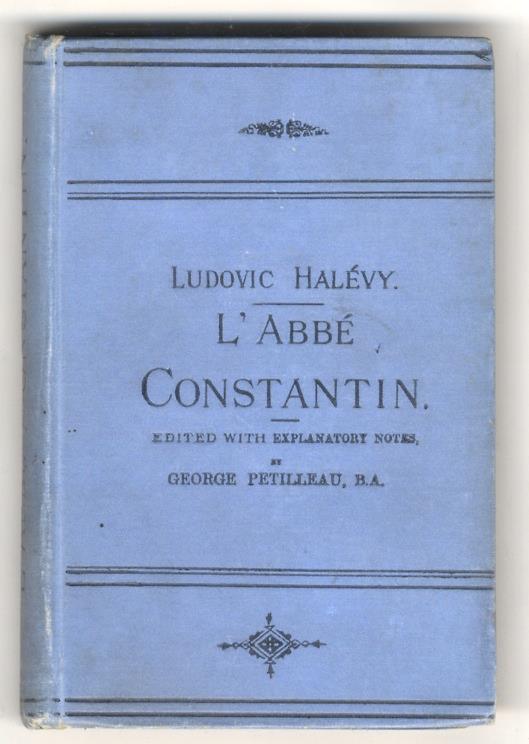 LUDOVIC HALÉVY.
L'ABBÉ
CONSTANTIN.
EDITED WITH EXPLANATORY NOTES,
BY
GEORGE PETILLEAU, B.A.